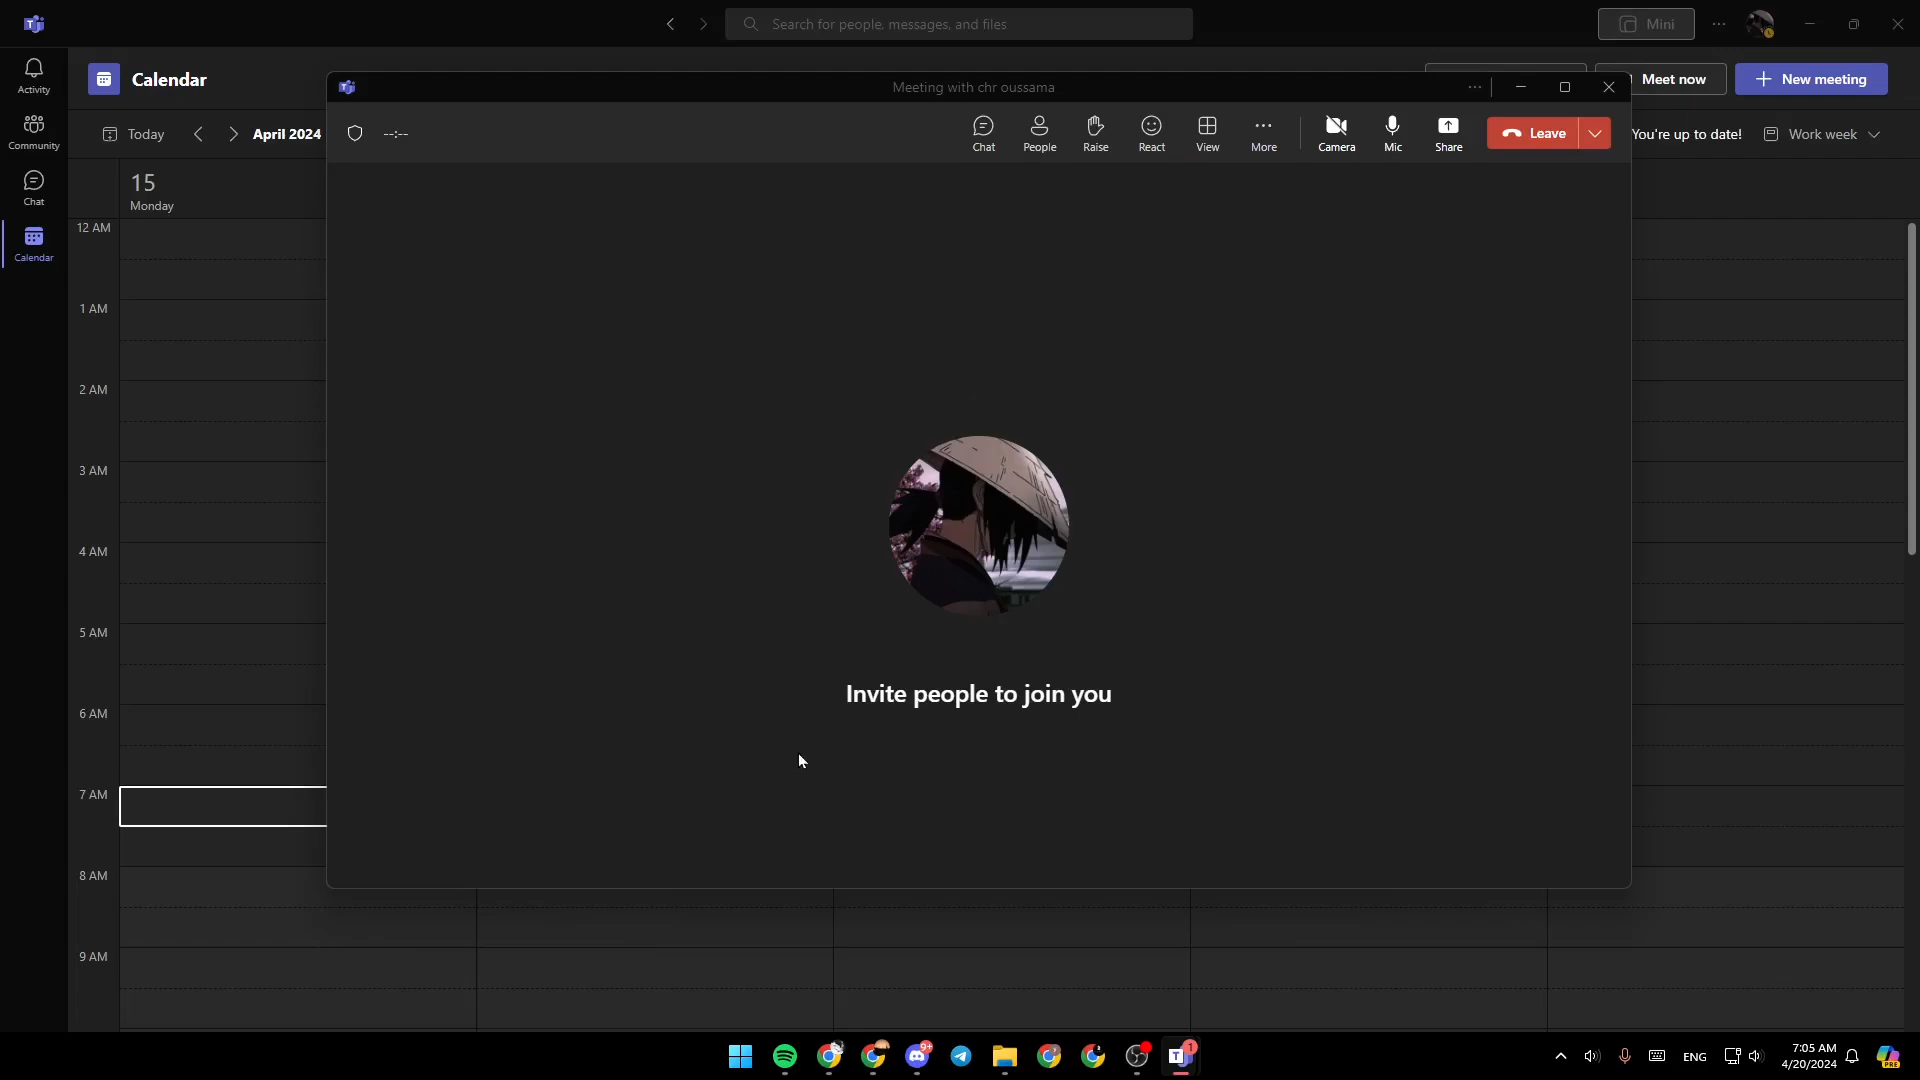 Search for people, messages, and files
Mini
Activity
Community
Chat
Calendar
Calendar
Meet now
New meeting
Today
April 2024
You're up to date!
Work week
Meeting with chr oussama
--:--
Chat
People
Raise
React
View
More
Camera
Mic
Share
Leave
15
Monday
12 AM
1 AM
2 AM
3 AM
4 AM
5 AM
6 AM
7 AM
8 AM
9 AM
Invite people to join you
9+
1
ENG
7:05 AM
4/20/2024
PRE